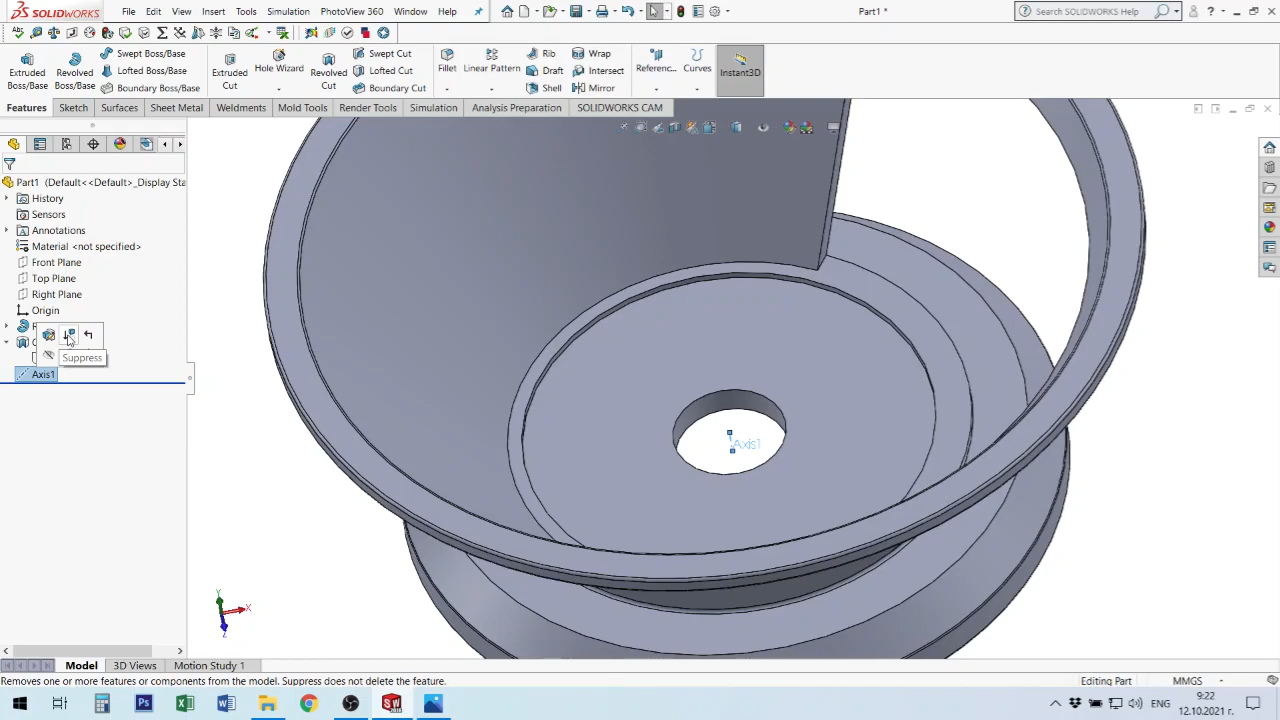 SOLIDWORKS File Edit View Insert Tools Simulation PhotoView 360 Window Help Part1 * Search SOLIDWORKS Help
Extruded Boss/Base
Revolved Boss/Base
Swept Boss/Base
Lofted Boss/Base
Boundary Boss/Base
Extruded Cut
Hole Wizard
Revolved Cut
Swept Cut
Lofted Cut
Boundary Cut
Fillet
Linear Pattern
Rib
Draft
Shell
Wrap
Intersect
Mirror
Referenc...
Curves
Instant3D
Features Sketch Surfaces Sheet Metal Weldments Mold Tools Render Tools Simulation Analysis Preparation SOLIDWORKS CAM
Part1 (Default<<Default>_Display Sta
History
Sensors
Annotations
Material <not specified>
Front Plane
Top Plane
Right Plane
Origin
Suppress
Axis1
Axis1
Y
X
Z
Model 3D Views Motion Study 1
Removes one or more features or components from the model. Suppress does not delete the feature. Editing Part MMGS
ENG 9:22
12.10.2021 г.